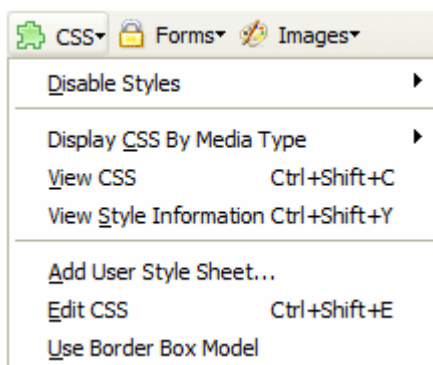 CSS Forms Images
Disable Styles
Display CSS By Media Type
View CSS Ctrl+Shift+C
View Style Information Ctrl+Shift+Y
Add User Style Sheet...
Edit CSS Ctrl+Shift+E
Use Border Box Model